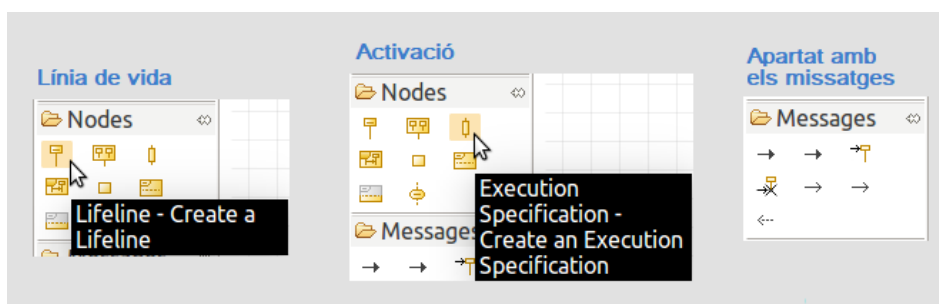 Línia de vida
Nodes
Lifeline - Create a
Lifeline
Activació
Nodes
Execution
Specification -
Create an Execution
Specification
Messages
Apartat amb
els missatges
Messages